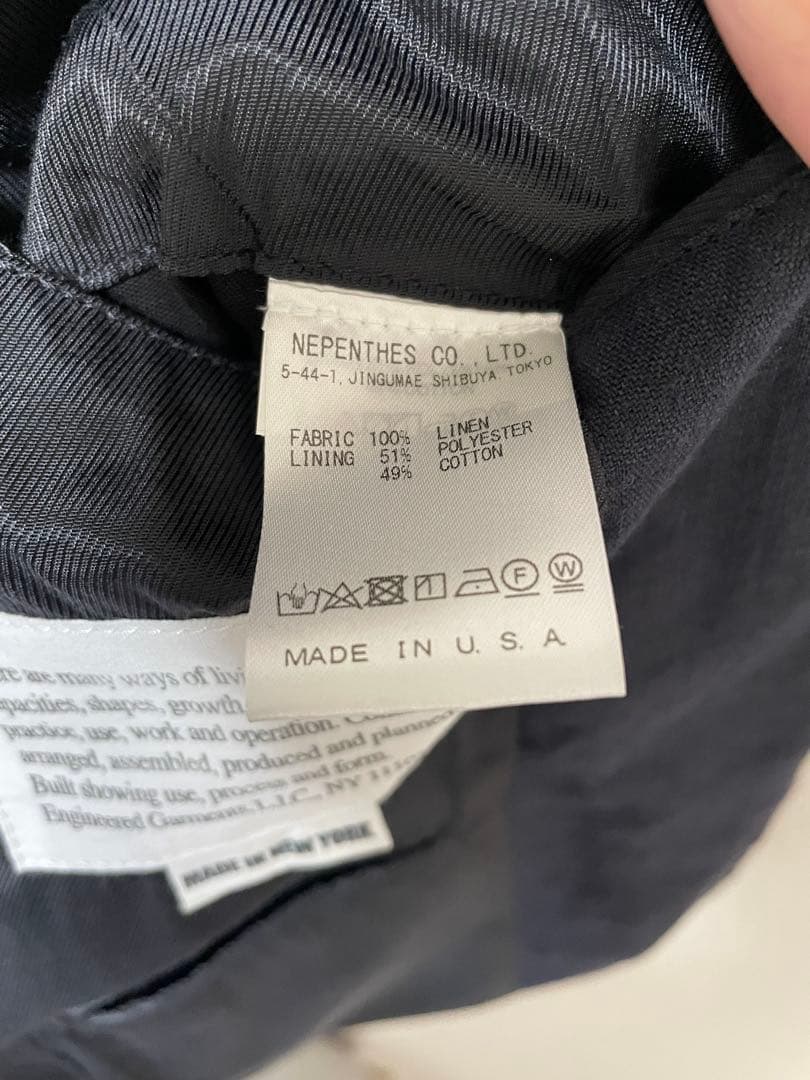 NEPENTHES CO., LTD.
5-44-1, JINGUMAE SHIBUYA TOKYO
FABRIC 100% LINEN
LINING 51% POLYESTER
49% COTTON
F W
MADE IN U. S. A
are many ways of
shapes, growth
practice, use, work and operation.
arranged, assembled, produced and planned
Built showing use, process and form.
Engineered Garments LLC, NY
MADE IN NEW YORK